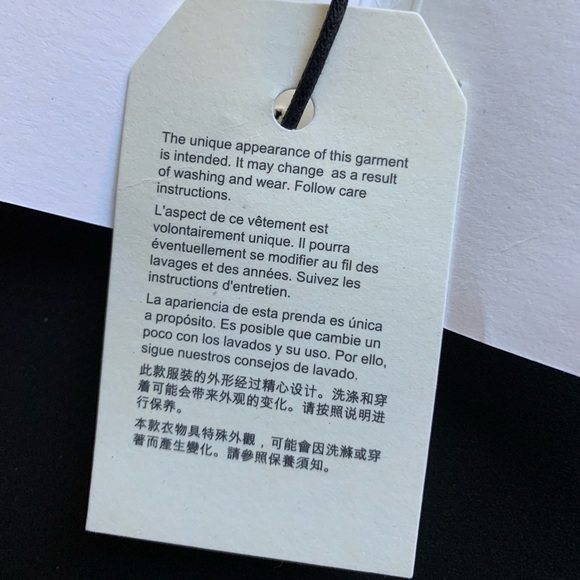 The unique appearance of this garment
is intended. It may change as a result
of washing and wear. Follow care
instructions.
L'aspect de ce vêtement est
volontairement unique. Il pourra
éventuellement se modifier au fil des
lavages et des années. Suivez les
instructions d'entretien.
La apariencia de esta prenda es única
a propósito. Es posible que cambie un
poco con los lavados y su uso. Por ello,
sigue nuestros consejos de lavado.
此款服装的外形经过精心设计。洗涤和穿
着可能会带来外观的变化。请按照说明进
行保养。
本款衣物具特殊外觀，可能會因洗滌或穿
著而產生變化。請參照保養須知。